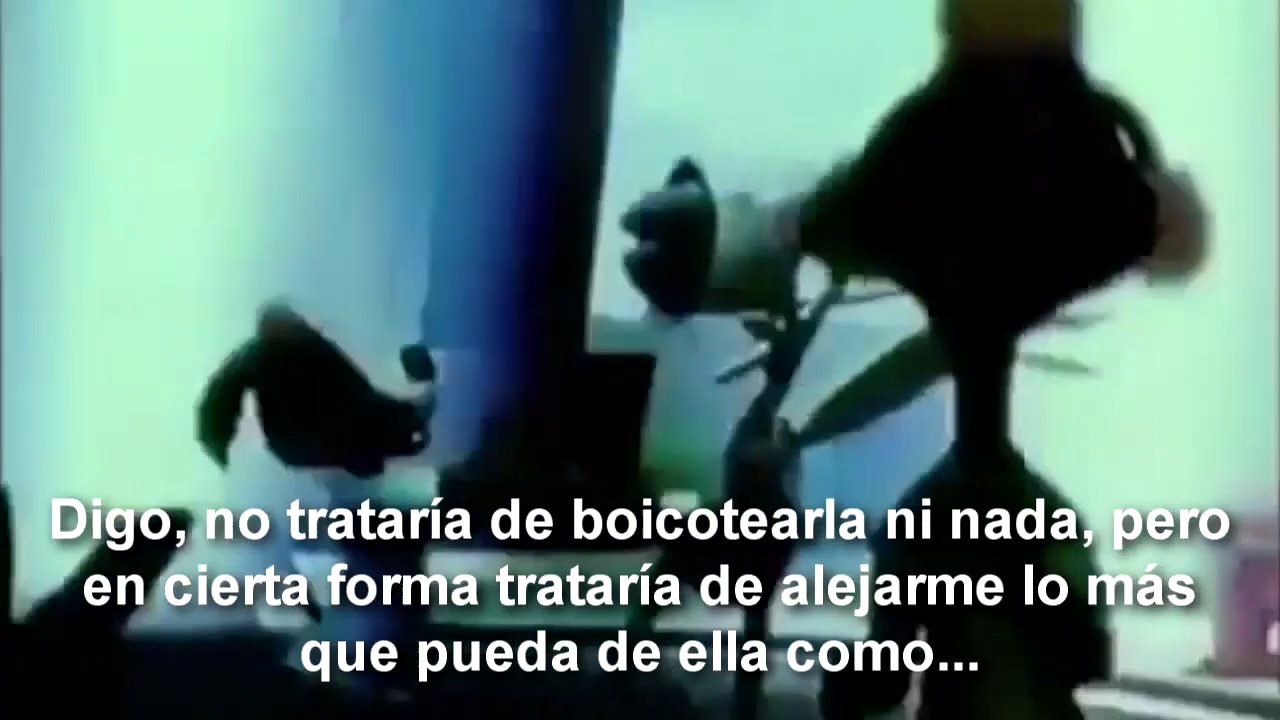 Digo, no trataría de boicotearla ni nada, pero
en cierta forma trataría de alejarme lo más
que pueda de ella como...